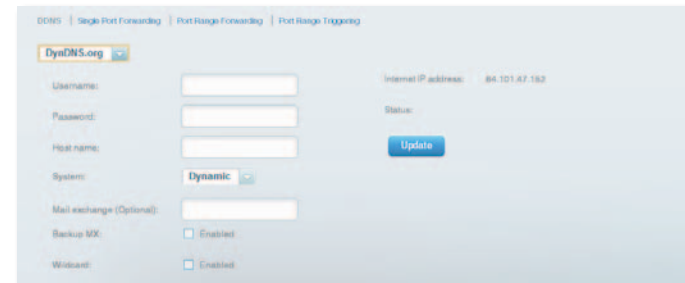 DDNS | Single Port Forwarding | Port Range Forwarding | Port Range Triggering
DynDNS.org
Username:
Internet IP address: 84.101.47.162
Password:
Status:
Host name:
Update
System: Dynamic
Mail exchange (Optional):
Backup MX: Enabled
Wildcard: Enabled